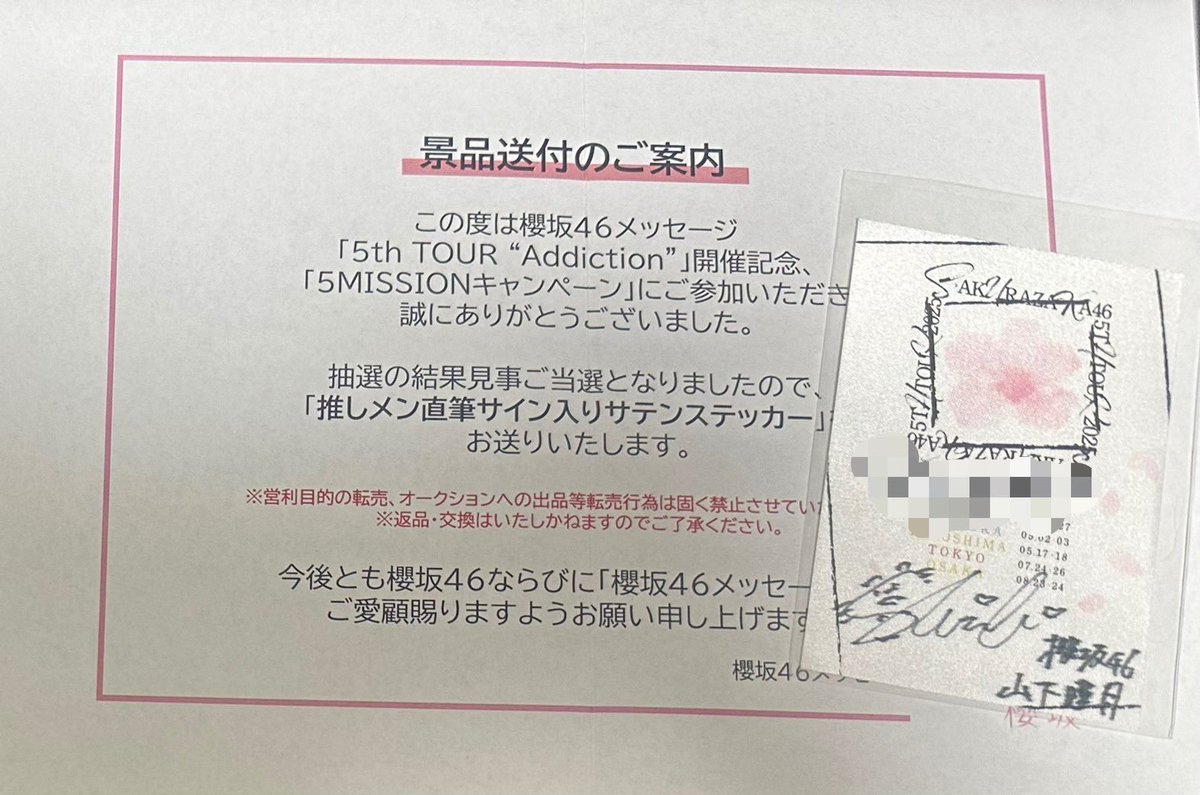 景品送付のご案内
この度は櫻坂46メッセージ
「5th TOUR “Addiction”」開催記念、
「5MISSIONキャンペーン」にご参加いただき
誠にありがとうございました。
抽選の結果見事ご当選となりましたので、
「推しメン直筆サイン入りサテンステッカー」
お送りいたします。
※営利目的の転売、オークションへの出品等転売行為は固く禁止させてい
※返品・交換はいたしかねますのでご了承ください。
今後とも櫻坂46ならびに「櫻坂46メッセー
ご愛顧賜りますようお願い申し上げます
櫻坂46メッ
TOKYO
OSAKA
05.02-03
05.17-18
07.24-26
08.23-24
櫻坂46
山下瞳月